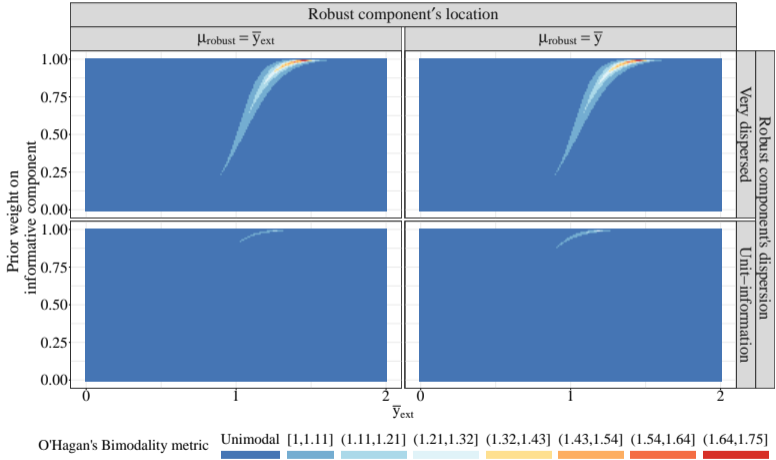 Robust component's location
μrobust = y̅ext
μrobust = y̅
1.00
0.75
0.50
0.25
0.00
Very dispersed
1.00
0.75
0.50
0.25
0.00
Unit−information
Robust component's dispersion
Prior weight on
informative component
0
1
2
0
1
2
y̅ext
O'Hagan's Bimodality metric
Unimodal [1,1.11] (1.11,1.21] (1.21,1.32] (1.32,1.43] (1.43,1.54] (1.54,1.64] (1.64,1.75]